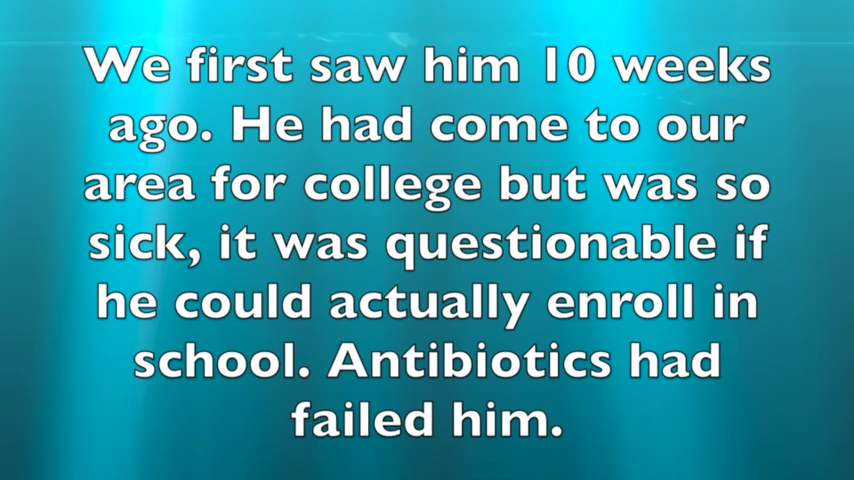 We first saw him 10 weeks
ago. He had come to our
area for college but was so
sick, it was questionable if
he could actually enroll in
school. Antibiotics had
failed him.